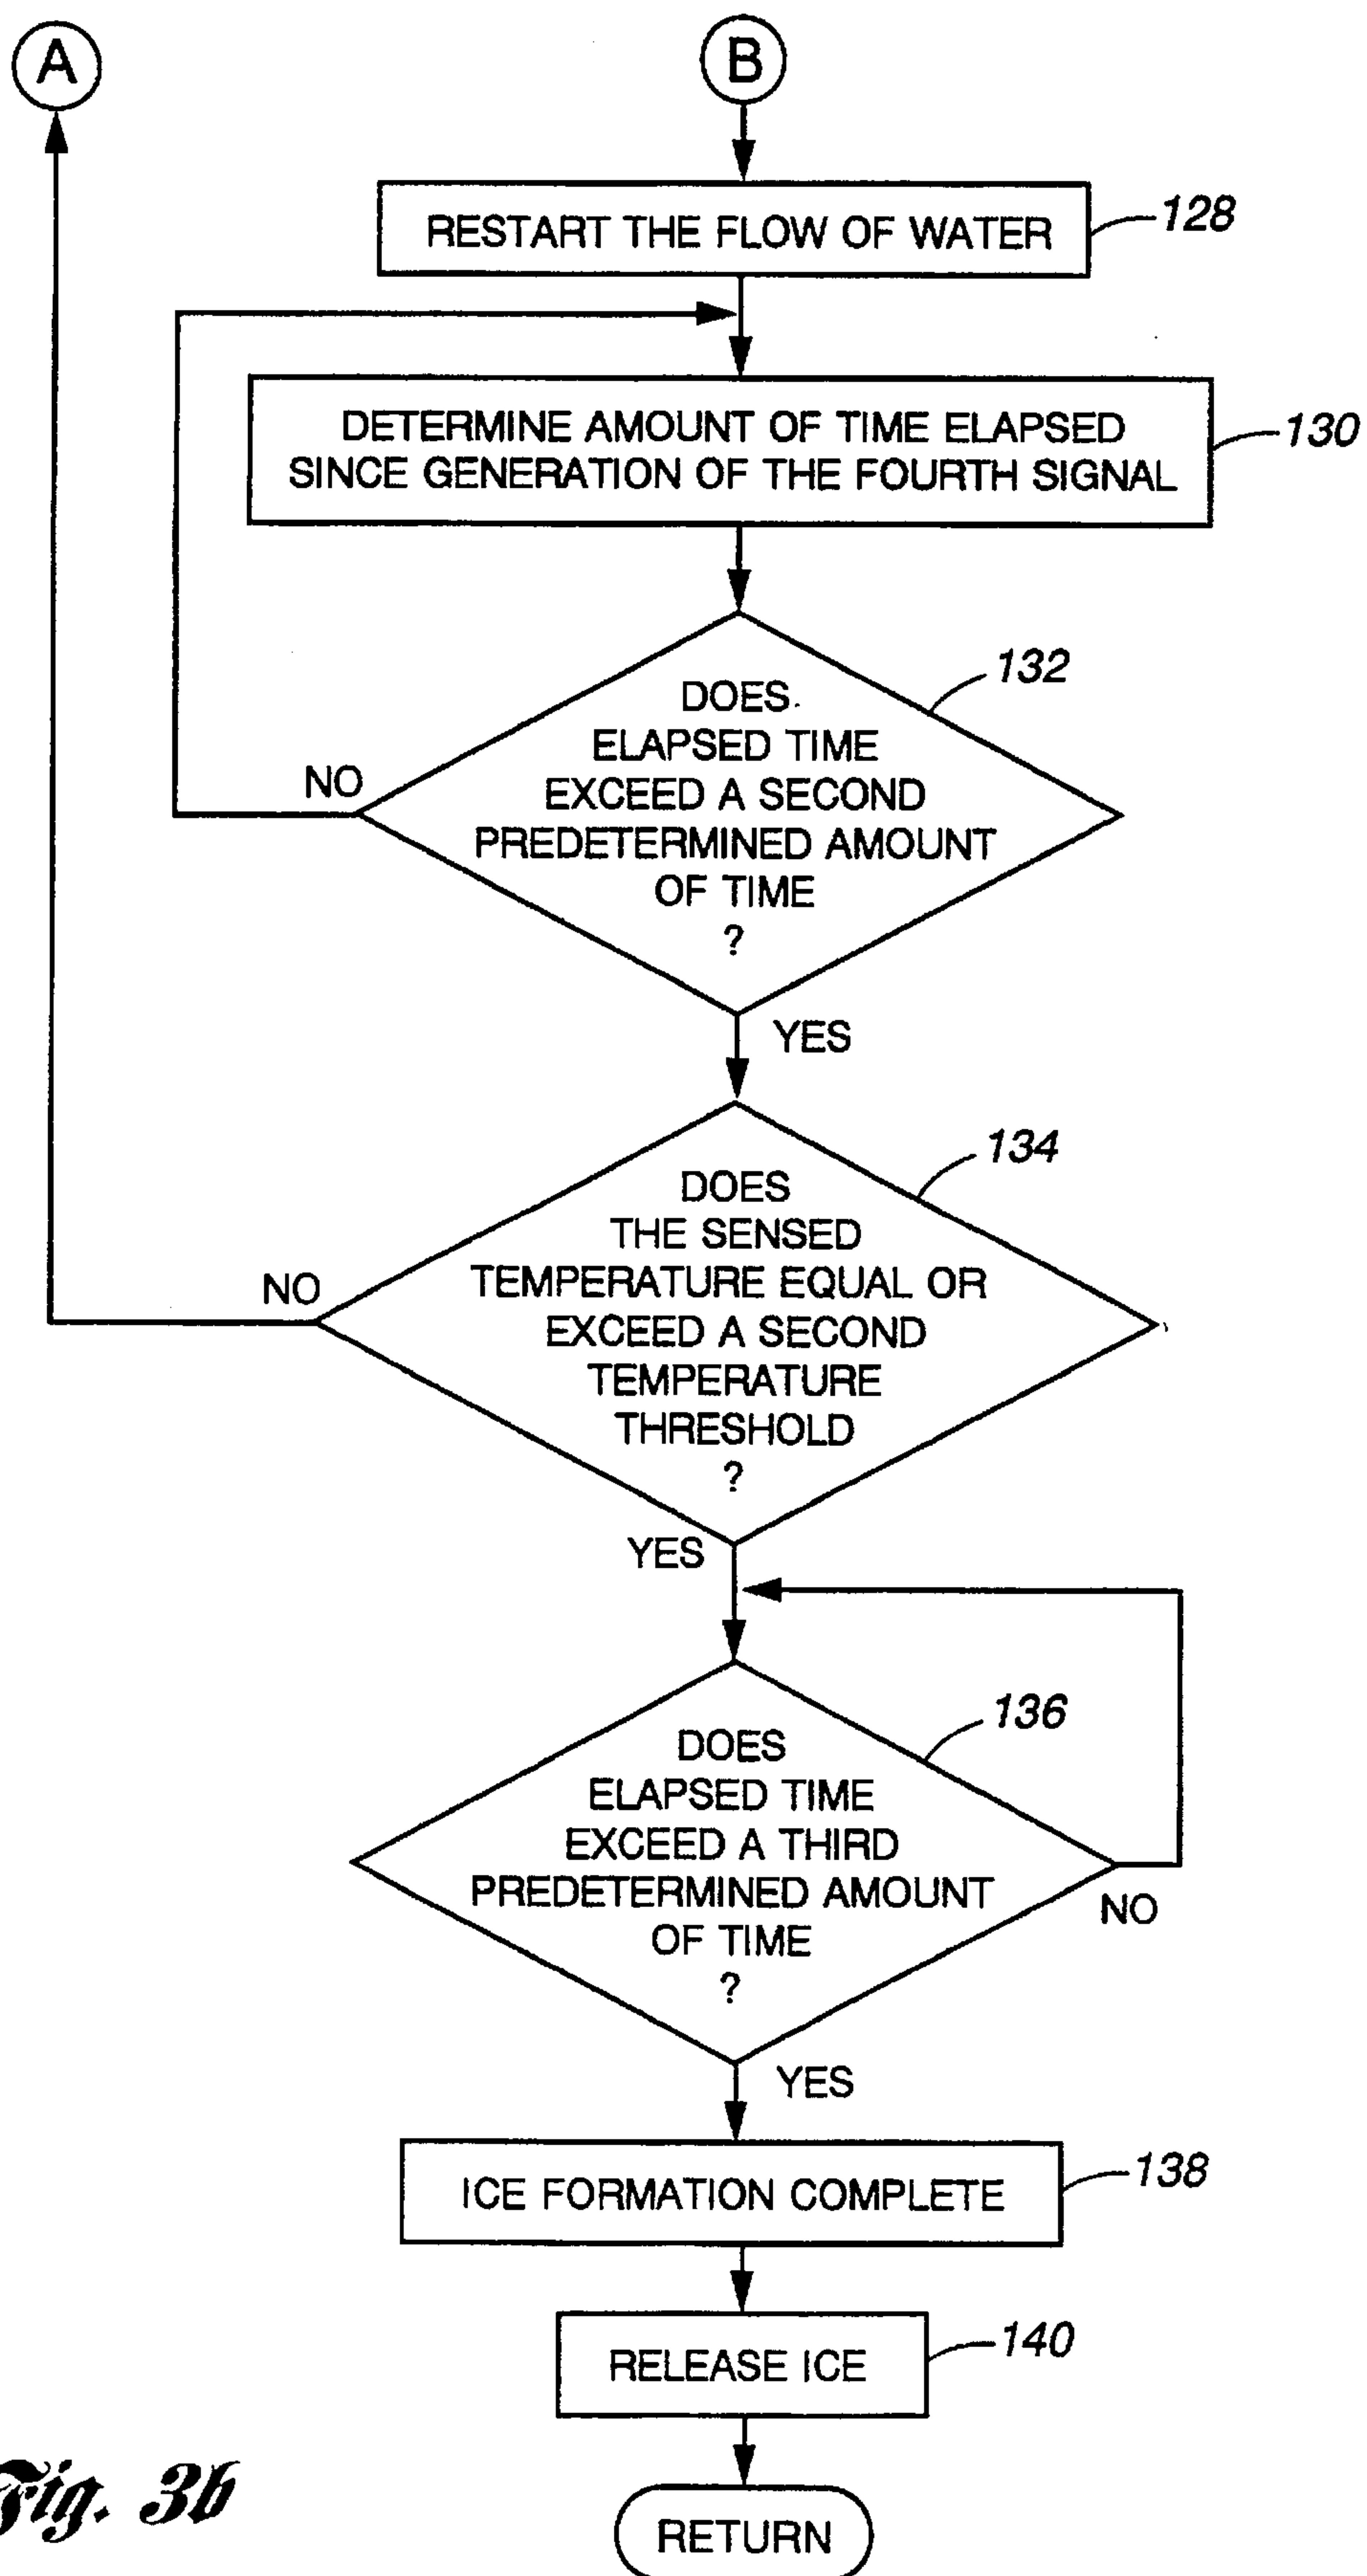 A
B
RESTART THE FLOW OF WATER
128
DETERMINE AMOUNT OF TIME ELAPSED
SINCE GENERATION OF THE FOURTH SIGNAL
130
132
DOES
ELAPSED TIME
EXCEED A SECOND
PREDETERMINED AMOUNT
OF TIME
?
NO
YES
134
DOES
THE SENSED
TEMPERATURE EQUAL OR
EXCEED A SECOND
TEMPERATURE
THRESHOLD
?
NO
YES
136
DOES
ELAPSED TIME
EXCEED A THIRD
PREDETERMINED AMOUNT
OF TIME
?
NO
YES
ICE FORMATION COMPLETE
138
RELEASE ICE
140
RETURN
Fig. 3b